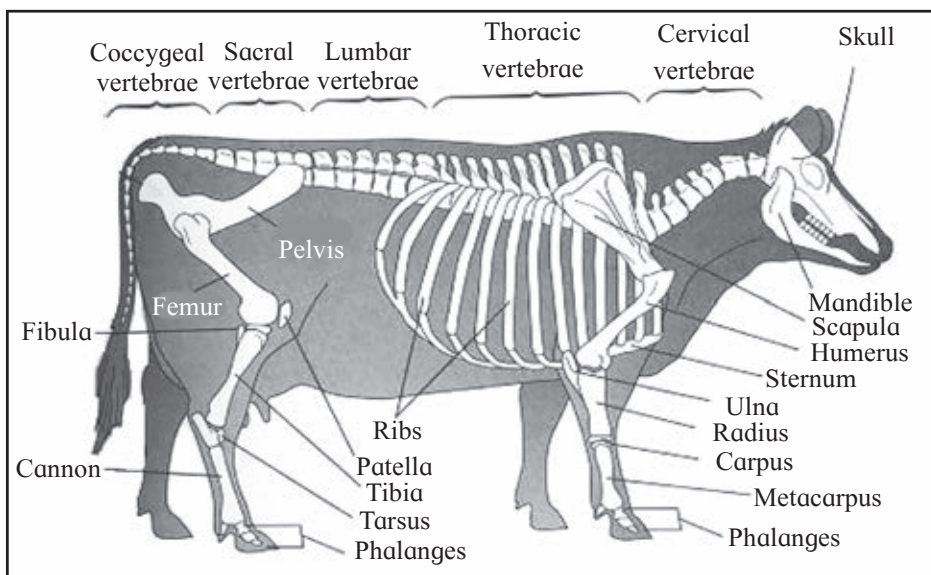 Coccygeal
vertebrae
Sacral
vertebrae
Lumbar
vertebrae
Thoracic
vertebrae
Cervical
vertebrae
Skull
Pelvis
Femur
Fibula
Cannon
Ribs
Patella
Tibia
Tarsus
Phalanges
Mandible
Scapula
Humerus
Sternum
Ulna
Radius
Carpus
Metacarpus
Phalanges